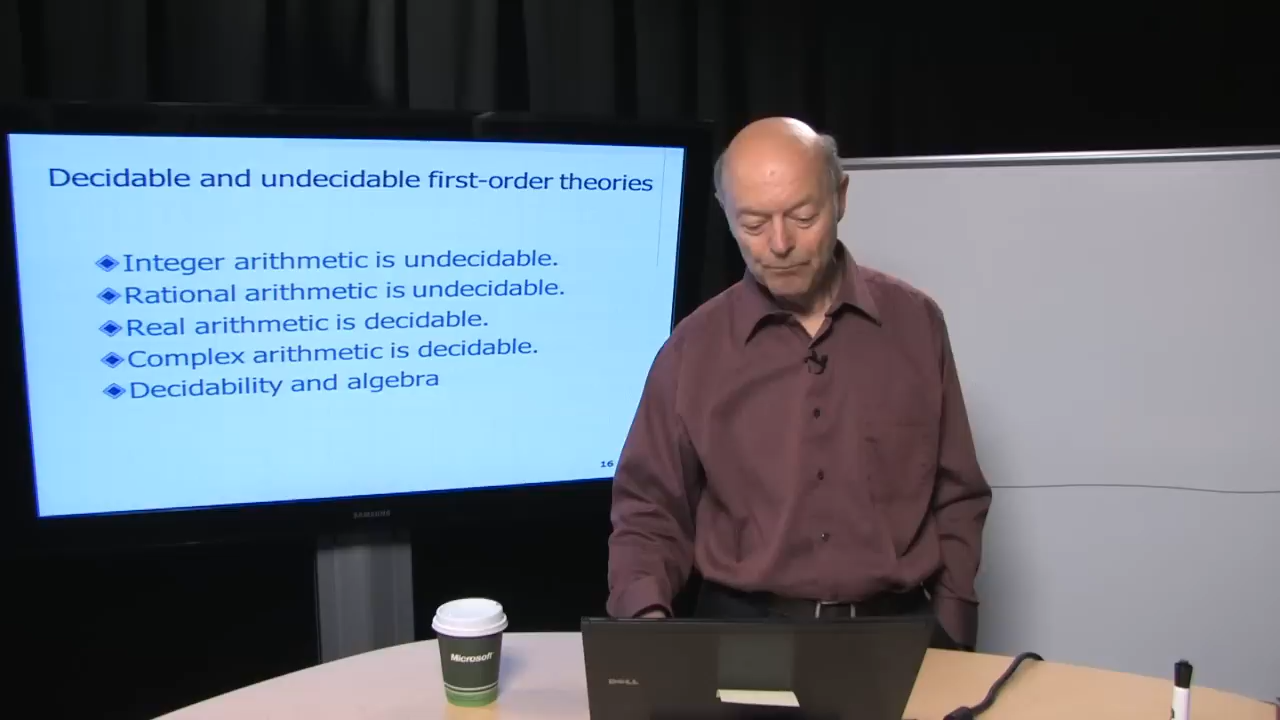 Decidable and undecidable first-order theories
Integer arithmetic is undecidable.
Rational arithmetic is undecidable.
Real arithmetic is decidable.
Complex arithmetic is decidable.
Decidability and algebra
16
SAMSUNG
Microsoft
DELL